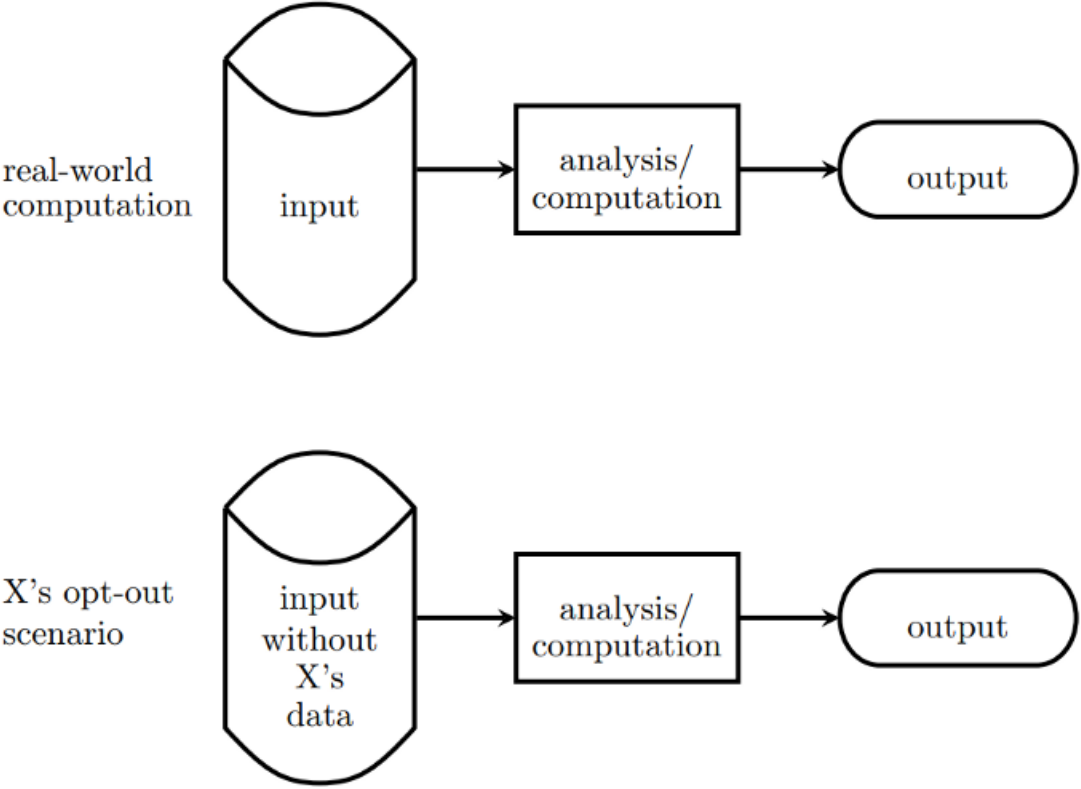 real-world
computation
input
analysis/
computation
output
X's opt-out
scenario
input
without
X's
data
analysis/
computation
output